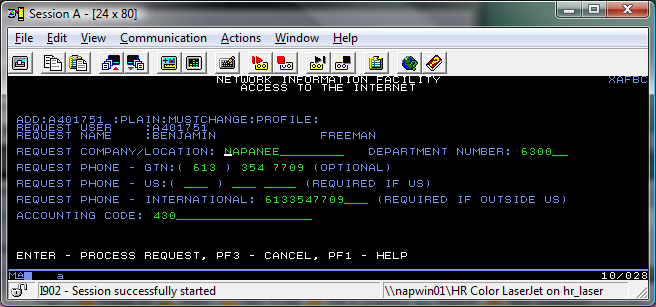 Session A - [24 x 80]
File Edit View Communication Actions Window Help
NETWORK INFORMATION FACILITY XAFBC
ACCESS TO THE INTERNET
ADD:A401751 :PLAIN:MUSTCHANGE:PROFILE:
REQUEST USER :A401751
REQUEST NAME :BENJAMIN FREEMAN
REQUEST COMPANY/LOCATION: NAPANEE__________ DEPARTMENT NUMBER: 6300__
REQUEST PHONE - GTN:( 613 ) 354 7709 (OPTIONAL)
REQUEST PHONE - US:( ___ ) ___ ____ (REQUIRED IF US)
REQUEST PHONE - INTERNATIONAL: 6133547709___ (REQUIRED IF OUTSIDE US)
ACCOUNTING CODE: 430_________________
ENTER - PROCESS REQUEST, PF3 - CANCEL, PF1 - HELP
MA a 10/028
I902 - Session successfully started \\napwin01\HR Color LaserJet on hr_laser